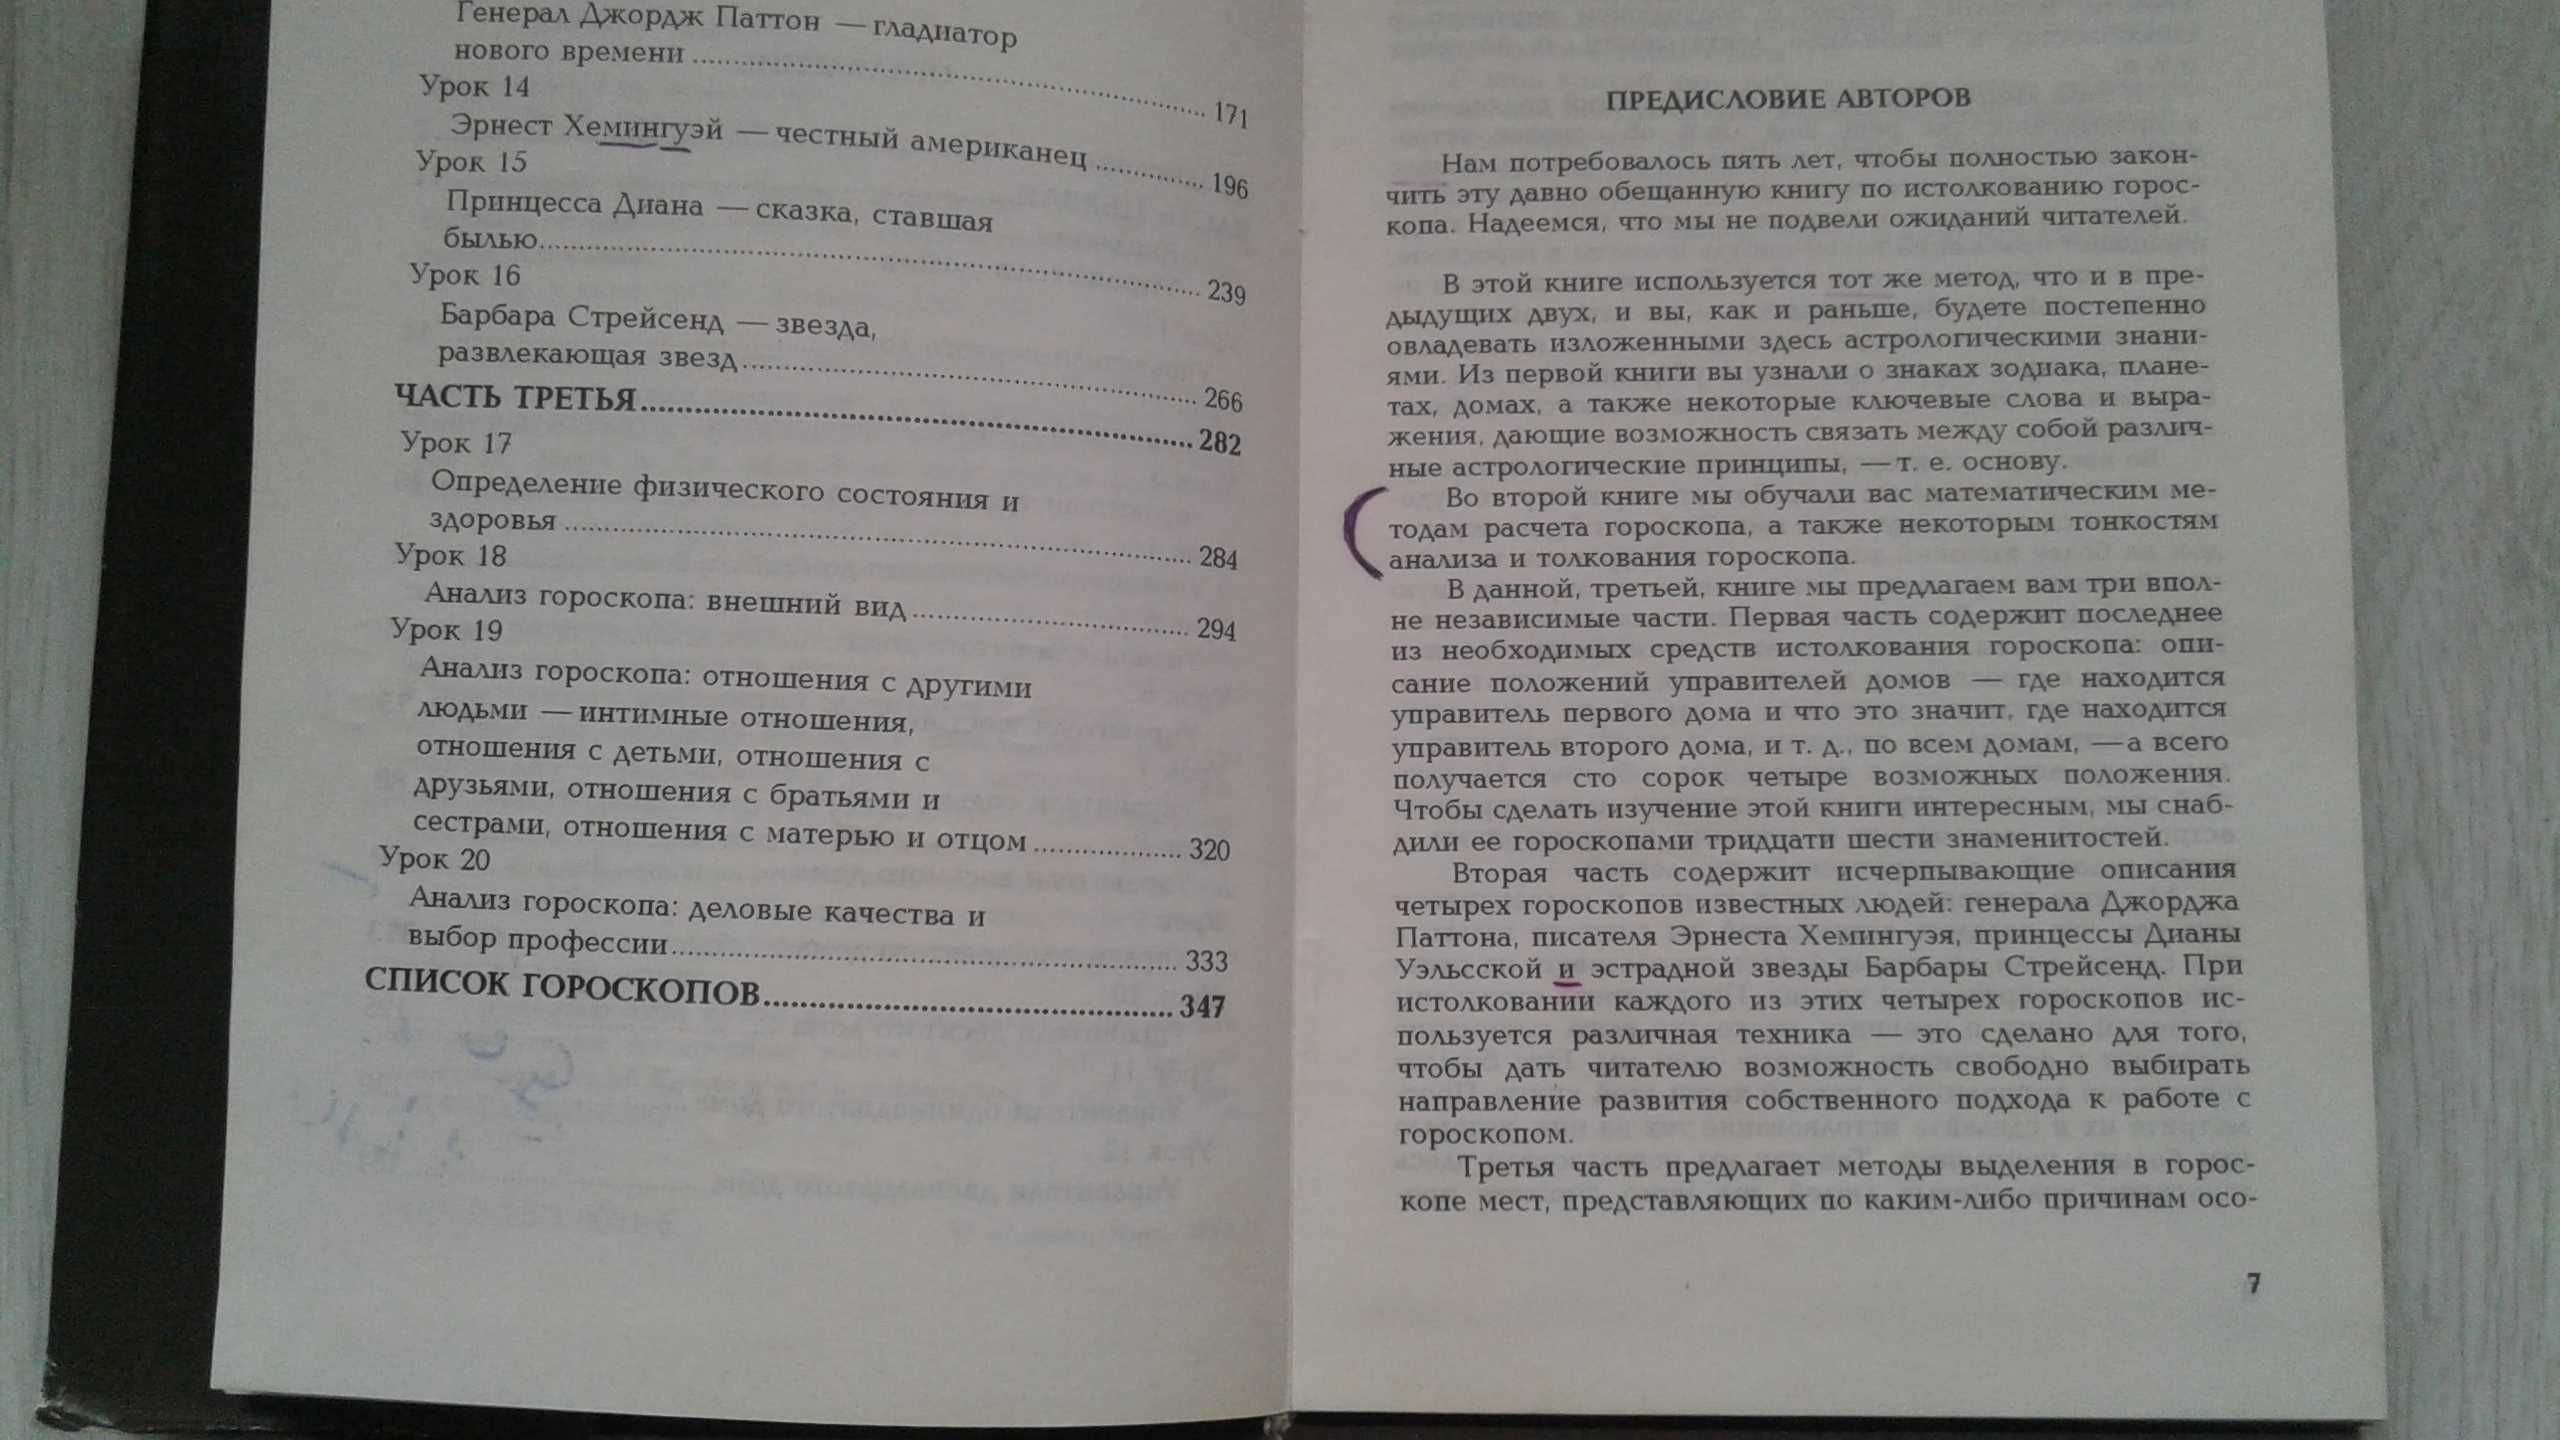 Генерал Джордж Паттон — гладиатор
нового времени ........ 171
Урок 14
Эрнест Хемингуэй — честный американец ........ 196
Урок 15
Принцесса Диана — сказка, ставшая
былью ........ 239
Урок 16
Барбара Стрейсенд — звезда,
развлекающая звезд ........ 266
ЧАСТЬ ТРЕТЬЯ ........ 282
Урок 17
Определение физического состояния и
здоровья ........ 284
Урок 18
Анализ гороскопа: внешний вид ........ 294
Урок 19
Анализ гороскопа: отношения с другими
людьми — интимные отношения,
отношения с детьми, отношения с
друзьями, отношения с братьями и
сестрами, отношения с матерью и отцом ........ 320
Урок 20
Анализ гороскопа: деловые качества и
выбор профессии ........ 333
СПИСОК ГОРОСКОПОВ ........ 347
ПРЕДИСЛОВИЕ АВТОРОВ
Нам потребовалось пять лет, чтобы полностью закон-
чить эту давно обещанную книгу по истолкованию горос-
копа. Надеемся, что мы не подвели ожиданий читателей.
В этой книге используется тот же метод, что и в пре-
дыдущих двух, и вы, как и раньше, будете постепенно
овладевать изложенными здесь астрологическими знани-
ями. Из первой книги вы узнали о знаках зодиака, плане-
тах, домах, а также некоторые ключевые слова и выра-
жения, дающие возможность связать между собой различ-
ные астрологические принципы, — т. е. основу.
Во второй книге мы обучали вас математическим ме-
тодам расчета гороскопа, а также некоторым тонкостям
анализа и толкования гороскопа.
В данной, третьей, книге мы предлагаем вам три впол-
не независимые части. Первая часть содержит последнее
из необходимых средств истолкования гороскопа: опи-
сание положений управителей домов — где находится
управитель первого дома и что это значит, где находится
управитель второго дома, и т. д., по всем домам, — а всего
получается сто сорок четыре возможных положения.
Чтобы сделать изучение этой книги интересным, мы снаб-
дили ее гороскопами тридцати шести знаменитостей.
Вторая часть содержит исчерпывающие описания
четырех гороскопов известных людей: генерала Джорджа
Паттона, писателя Эрнеста Хемингуэя, принцессы Дианы
Уэльсской и эстрадной звезды Барбары Стрейсенд. При
истолковании каждого из этих четырех гороскопов ис-
пользуется различная техника — это сделано для того,
чтобы дать читателю возможность свободно выбирать
направление развития собственного подхода к работе с
гороскопом.
Третья часть предлагает методы выделения в горос-
копе мест, представляющих по каким-либо причинам осо-
7